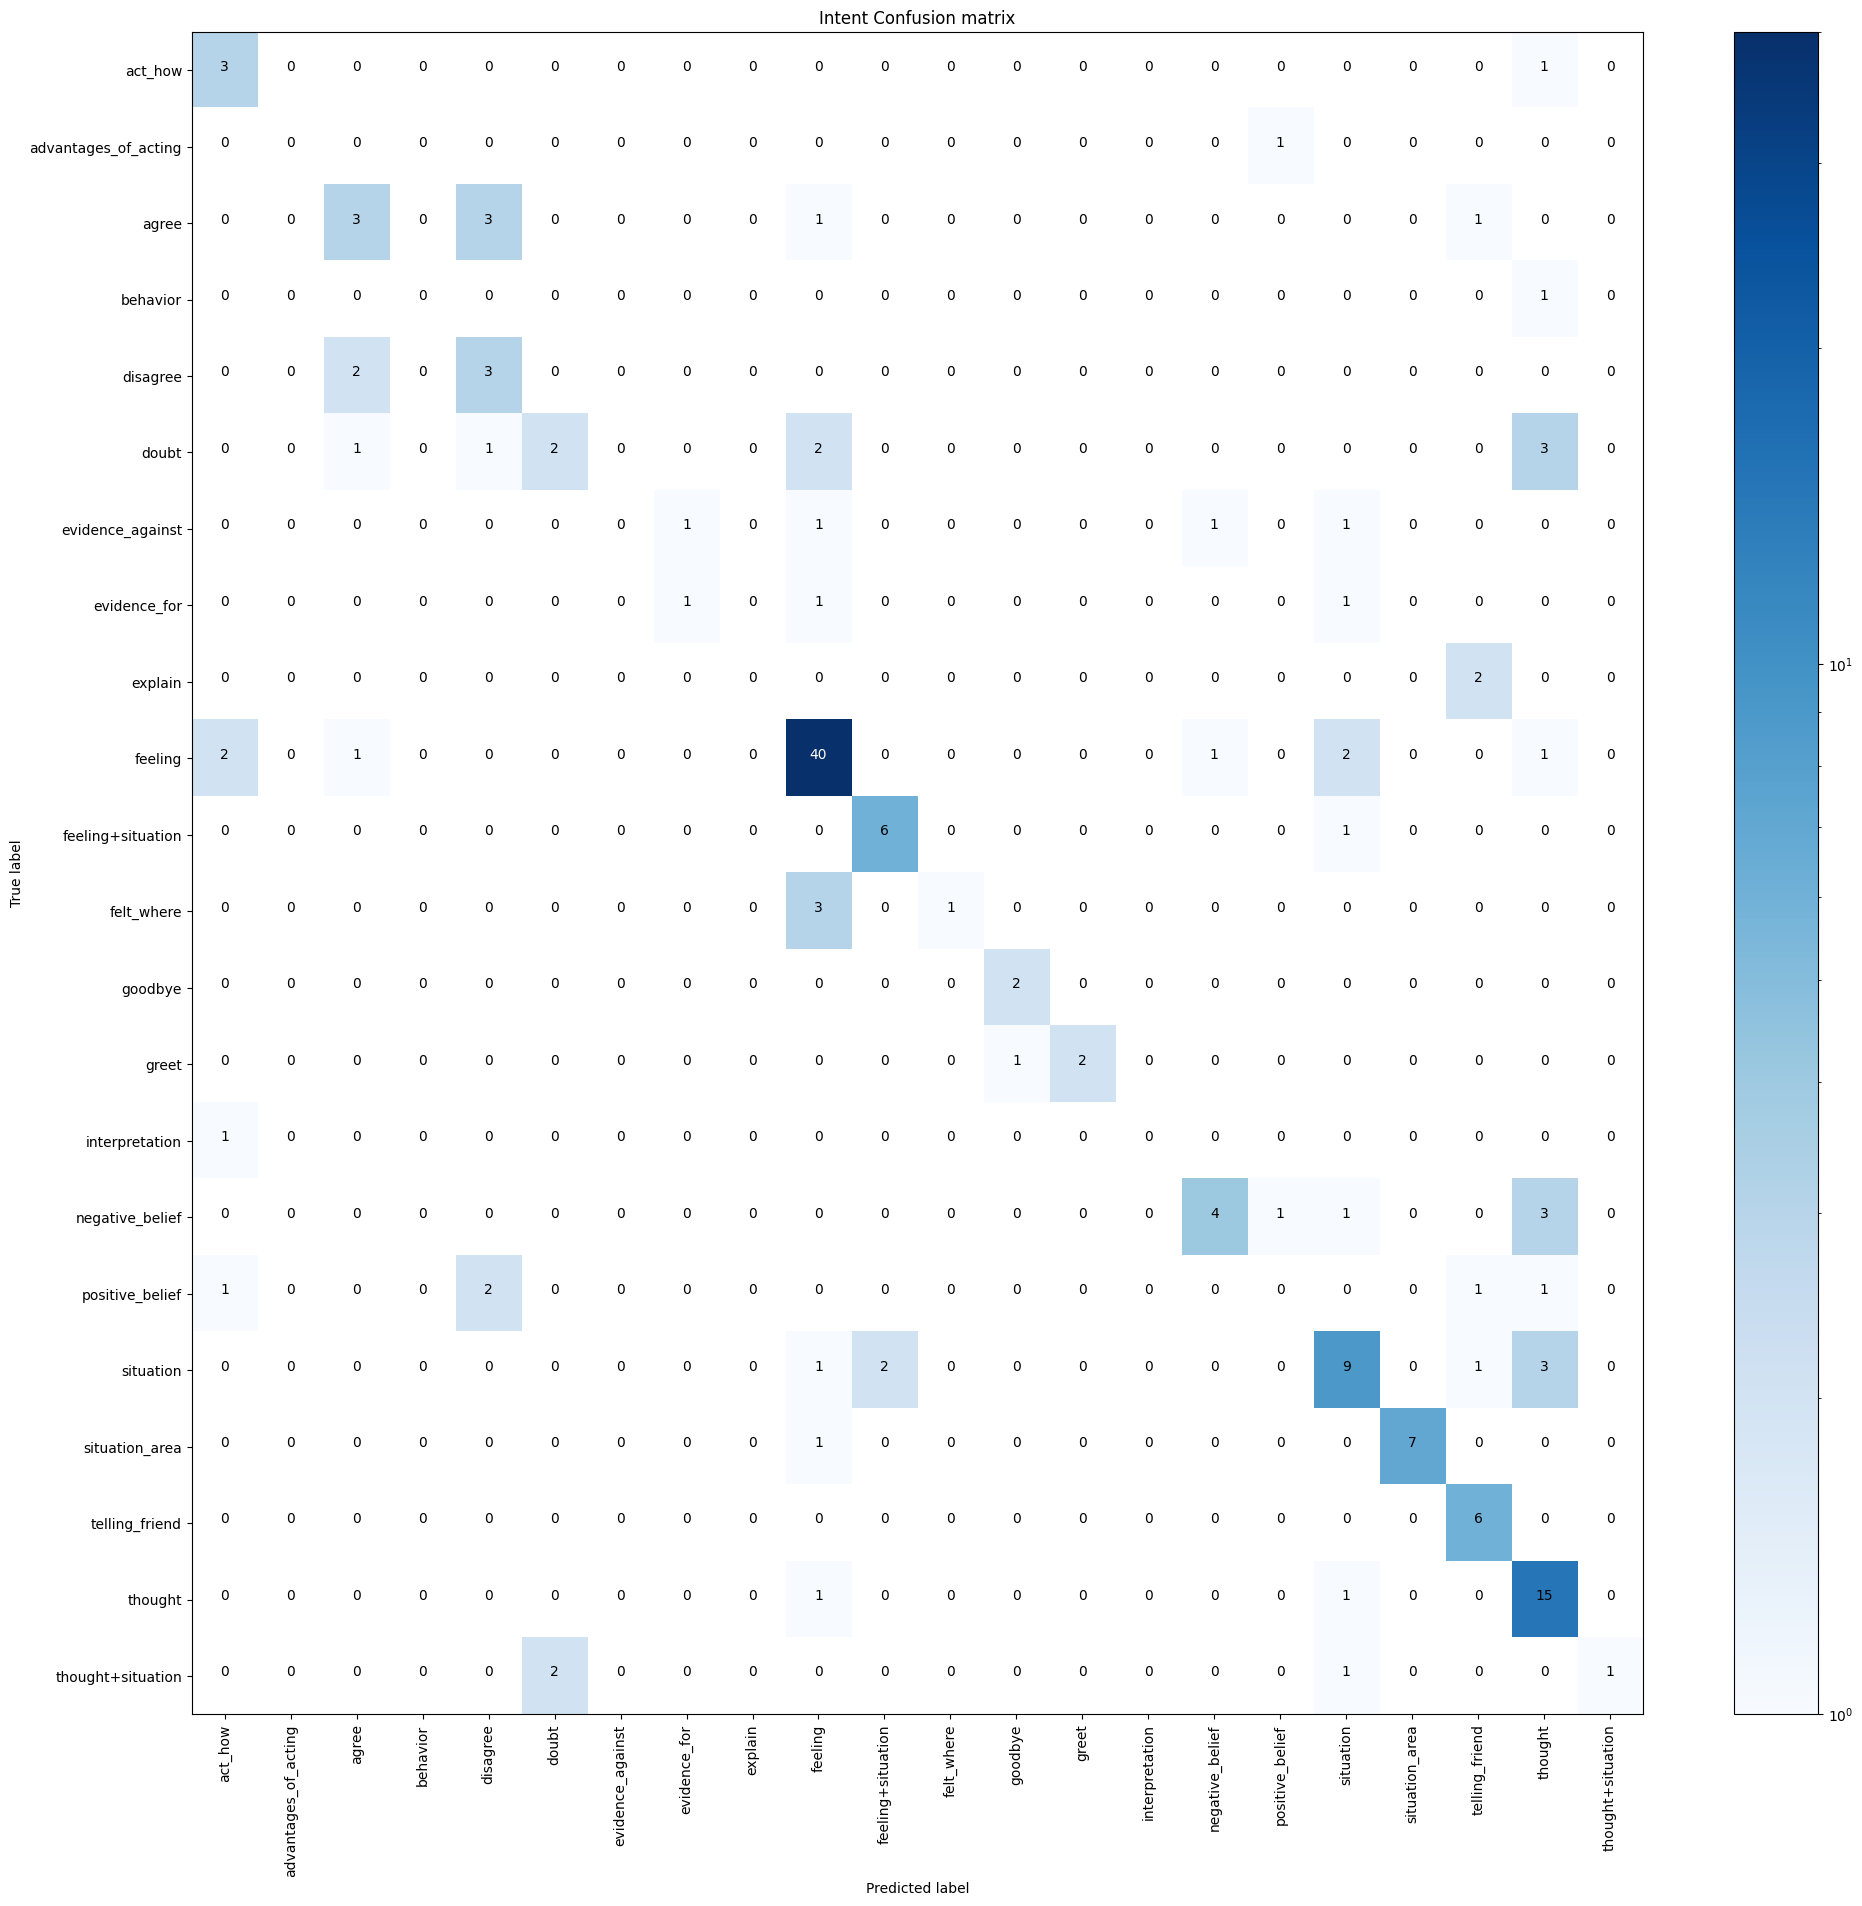 Intent Confusion matrix
act_how 3 0 0 0 0 0 0 0 0 0 0 0 0 0 0 0 0 0 0 0 1 0
advantages_of_acting 0 0 0 0 0 0 0 0 0 0 0 0 0 0 0 0 1 0 0 0 0 0
agree 0 0 3 0 3 0 0 0 0 1 0 0 0 0 0 0 0 0 0 1 0 0
behavior 0 0 0 0 0 0 0 0 0 0 0 0 0 0 0 0 0 0 0 0 1 0
disagree 0 0 2 0 3 0 0 0 0 0 0 0 0 0 0 0 0 0 0 0 0 0
doubt 0 0 1 0 1 2 0 0 0 2 0 0 0 0 0 0 0 0 0 0 3 0
evidence_against 0 0 0 0 0 0 0 1 0 1 0 0 0 0 0 1 0 1 0 0 0 0
evidence_for 0 0 0 0 0 0 0 1 0 1 0 0 0 0 0 0 0 1 0 0 0 0
explain 0 0 0 0 0 0 0 0 0 0 0 0 0 0 0 0 0 0 0 2 0 0
feeling 2 0 1 0 0 0 0 0 0 40 0 0 0 0 0 1 0 2 0 0 1 0
feeling+situation 0 0 0 0 0 0 0 0 0 0 6 0 0 0 0 0 0 1 0 0 0 0
felt_where 0 0 0 0 0 0 0 0 0 3 0 1 0 0 0 0 0 0 0 0 0 0
goodbye 0 0 0 0 0 0 0 0 0 0 0 0 2 0 0 0 0 0 0 0 0 0
greet 0 0 0 0 0 0 0 0 0 0 0 0 1 2 0 0 0 0 0 0 0 0
interpretation 1 0 0 0 0 0 0 0 0 0 0 0 0 0 0 0 0 0 0 0 0 0
negative_belief 0 0 0 0 0 0 0 0 0 0 0 0 0 0 0 4 1 1 0 0 3 0
positive_belief 1 0 0 0 2 0 0 0 0 0 0 0 0 0 0 0 0 0 0 1 1 0
situation 0 0 0 0 0 0 0 0 0 1 2 0 0 0 0 0 0 9 0 1 3 0
situation_area 0 0 0 0 0 0 0 0 0 1 0 0 0 0 0 0 0 0 7 0 0 0
telling_friend 0 0 0 0 0 0 0 0 0 0 0 0 0 0 0 0 0 0 0 6 0 0
thought 0 0 0 0 0 0 0 0 0 1 0 0 0 0 0 0 0 1 0 0 15 0
thought+situation 0 0 0 0 0 2 0 0 0 0 0 0 0 0 0 0 0 1 0 0 0 1
True label
act_how
advantages_of_acting
agree
behavior
disagree
doubt
evidence_against
evidence_for
explain
feeling
feeling+situation
felt_where
goodbye
greet
interpretation
negative_belief
positive_belief
situation
situation_area
telling_friend
thought
thought+situation
Predicted label
10¹
10⁰